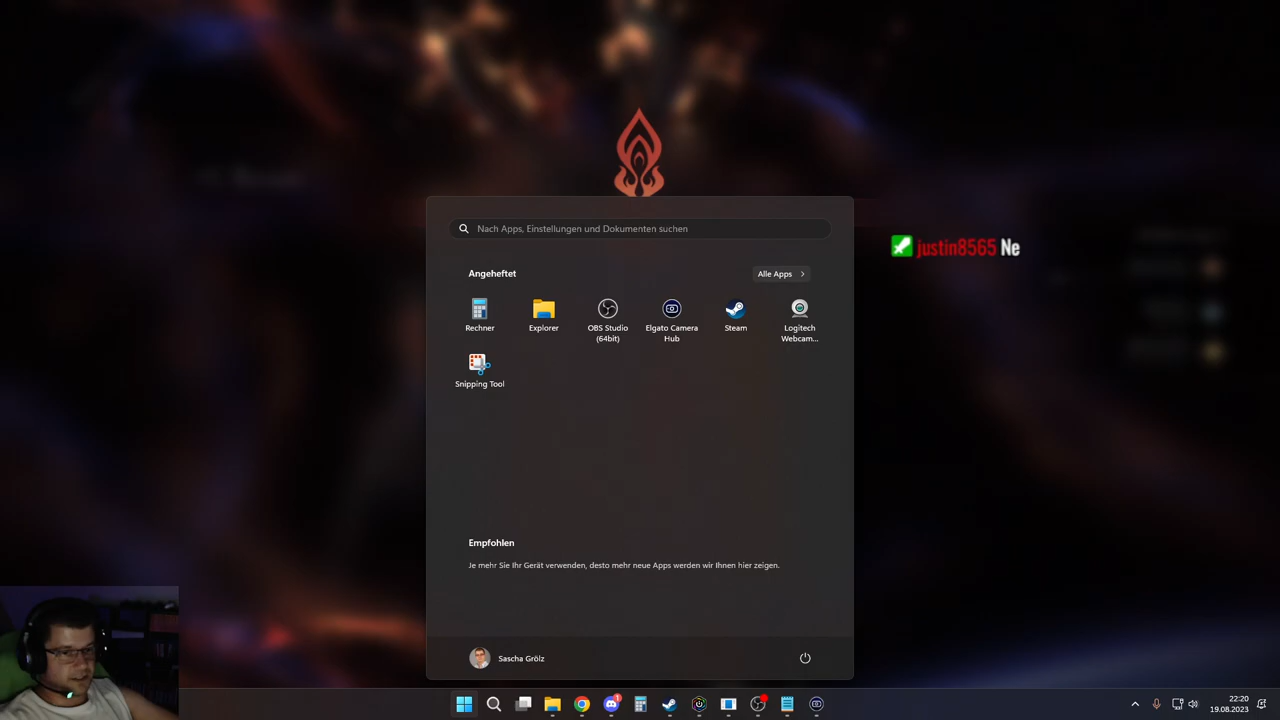 Nach Apps, Einstellungen und Dokumenten suchen
justin8565 Ne
Angeheftet
Alle Apps
Rechner
Explorer
OBS Studio
(64bit)
Elgato Camera
Hub
Steam
Logitech
Webcam...
Snipping Tool
Empfohlen
Je mehr Sie Ihr Gerät verwenden, desto mehr neue Apps werden wir Ihnen hier zeigen.
Sascha Grölz
1
22:20
19.08.2023